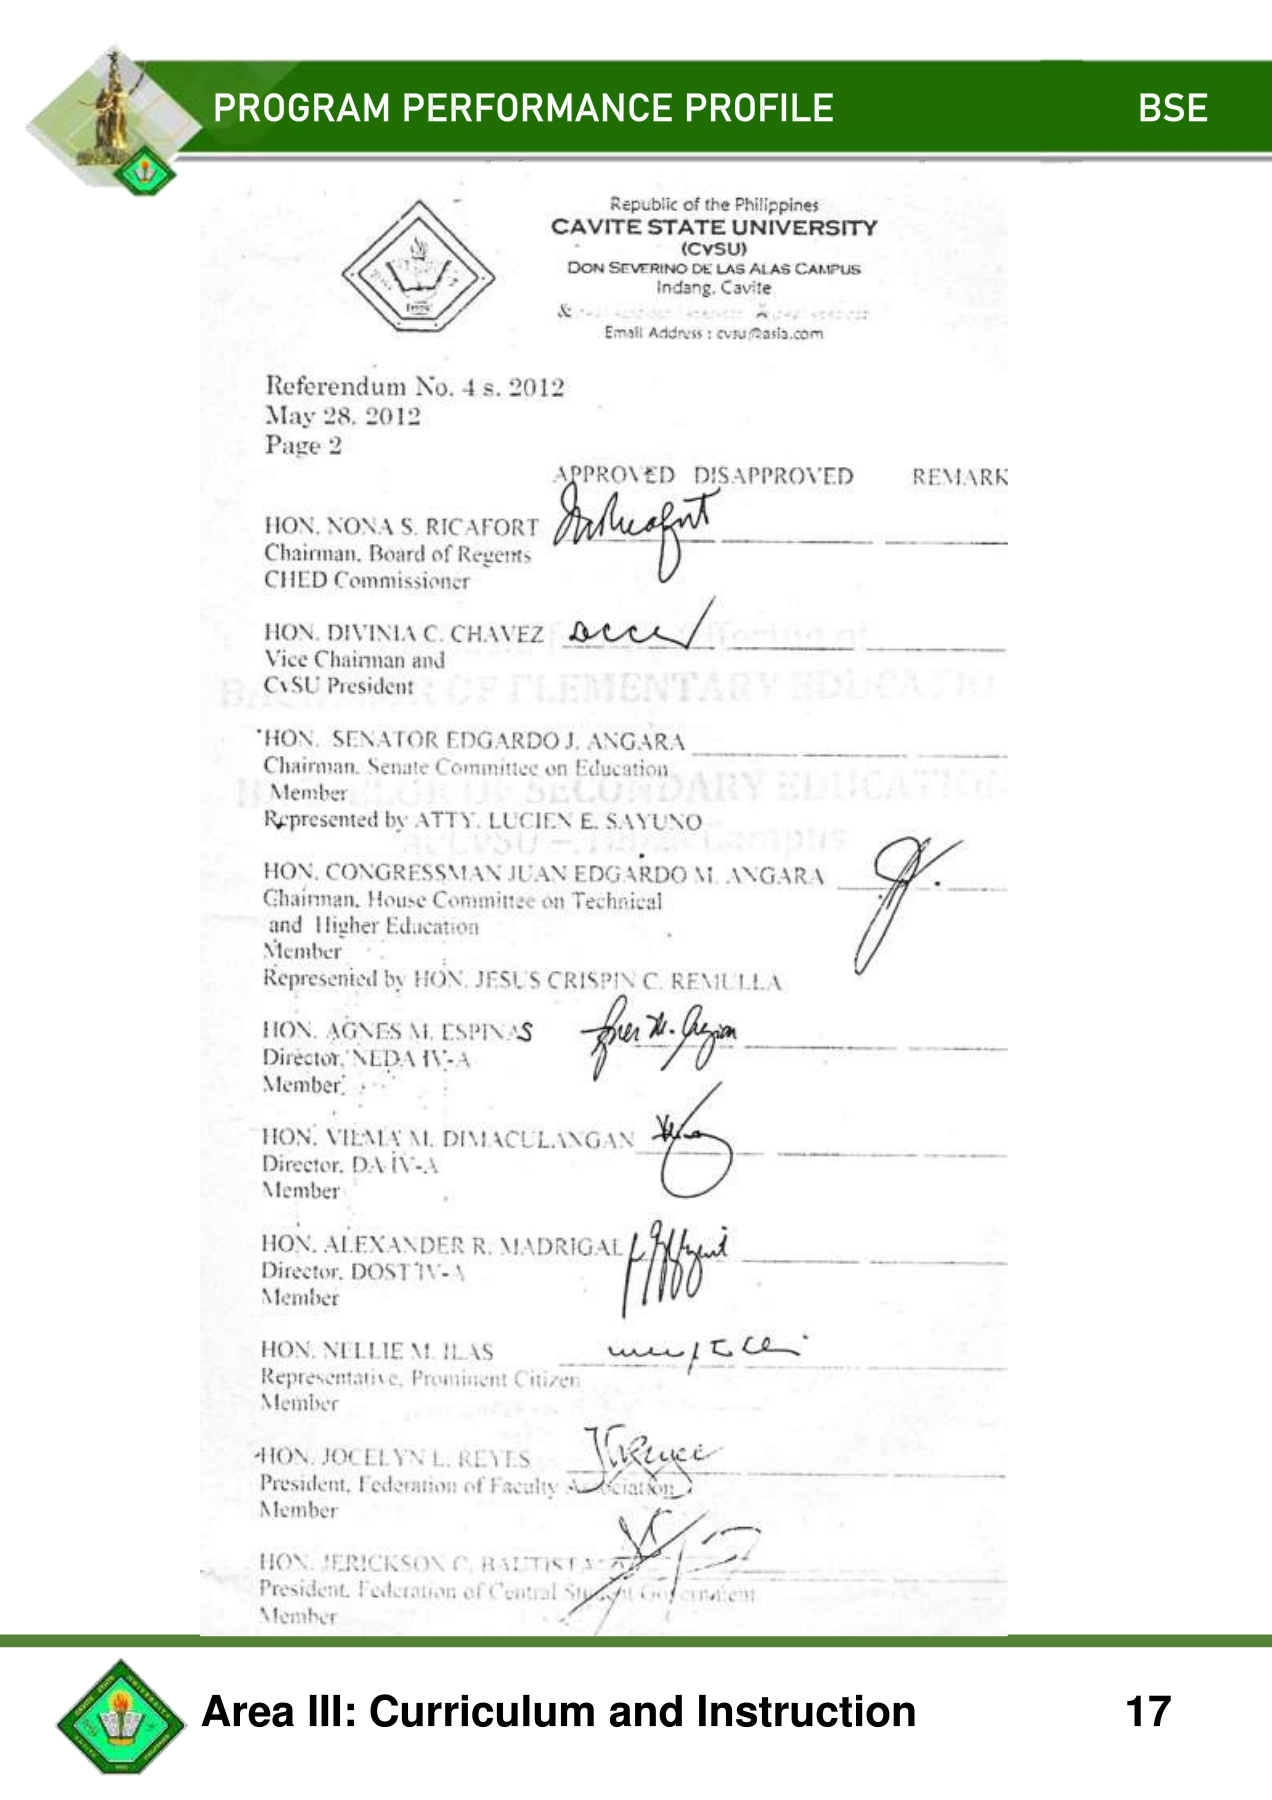 PROGRAM PERFORMANCE PROFILE BSE
Republic of the Philippines
CAVITE STATE UNIVERSITY
(CvSU)
DON SEVERINO DE LAS ALAS CAMPUS
Indang, Cavite
Email Address : cvsu@asia.com
Referendum No. 4 s. 2012
May 28, 2012
Page 2
APPROVED DISAPPROVED REMARK
HON. NONA S. RICAFORT
Chairman, Board of Regents
CHED Commissioner
HON. DIVINIA C. CHAVEZ
Vice Chairman and
CvSU President
HON. SENATOR EDGARDO J. ANGARA
Chairman, Senate Committee on Education
Member
Represented by ATTY. LUCIEN E. SAYUNO
HON. CONGRESSMAN JUAN EDGARDO M. ANGARA
Chairman, House Committee on Technical
and Higher Education
Member
Represented by HON. JESUS CRISPIN C. REMULLA
HON. AGNES M. ESPINAS
Director, NEDA IV-A
Member
HON. VILMA M. DIMACULANGAN
Director, DA IV-A
Member
HON. ALEXANDER R. MADRIGAL
Director, DOST IV-A
Member
HON. NELLIE M. ILAS
Representative, Prominent Citizen
Member
HON. JOCELYN L. REYES
President, Federation of Faculty Association
Member
HON. JERICKSON C. BAUTISTA
President, Federation of Central Student Government
Member
Area III: Curriculum and Instruction 17